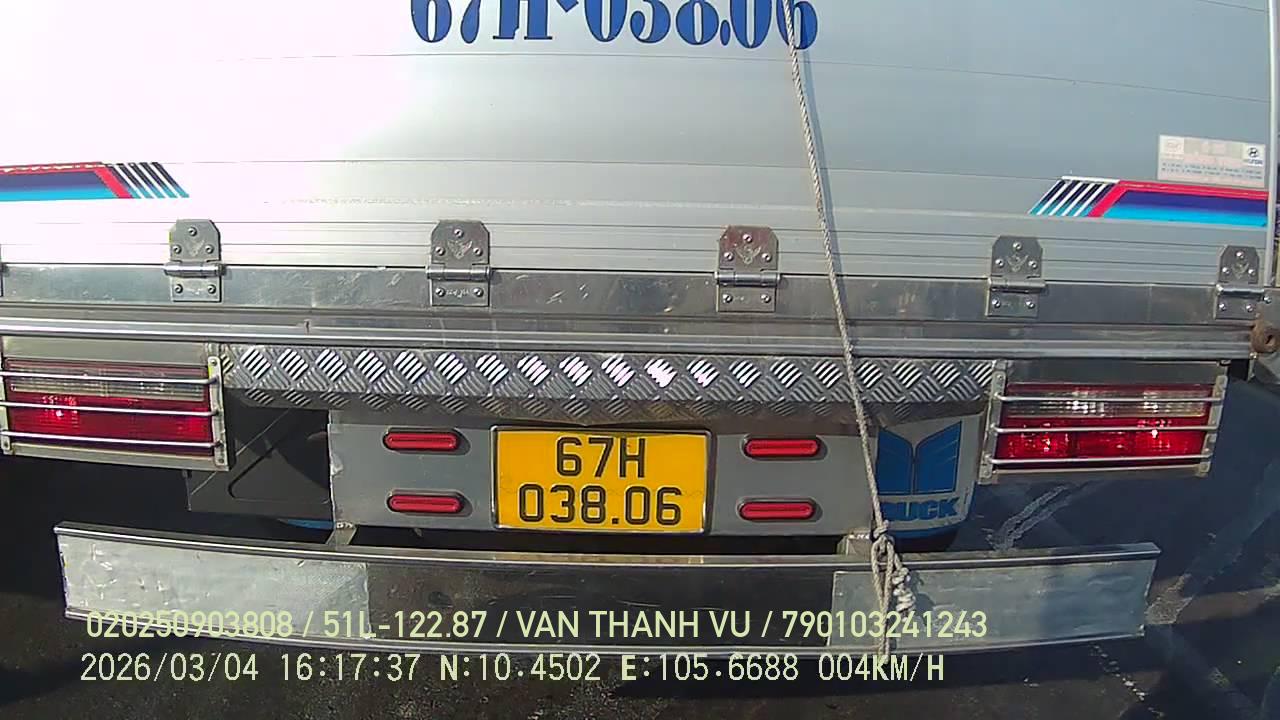 67H-038.06
67H
038.06
TRUCK
020250903808 / 51L-122.87 / VAN THANH VU / 790103241243
2026/03/04 16:17:37 N:10.4502 E:105.6688 004KM/H